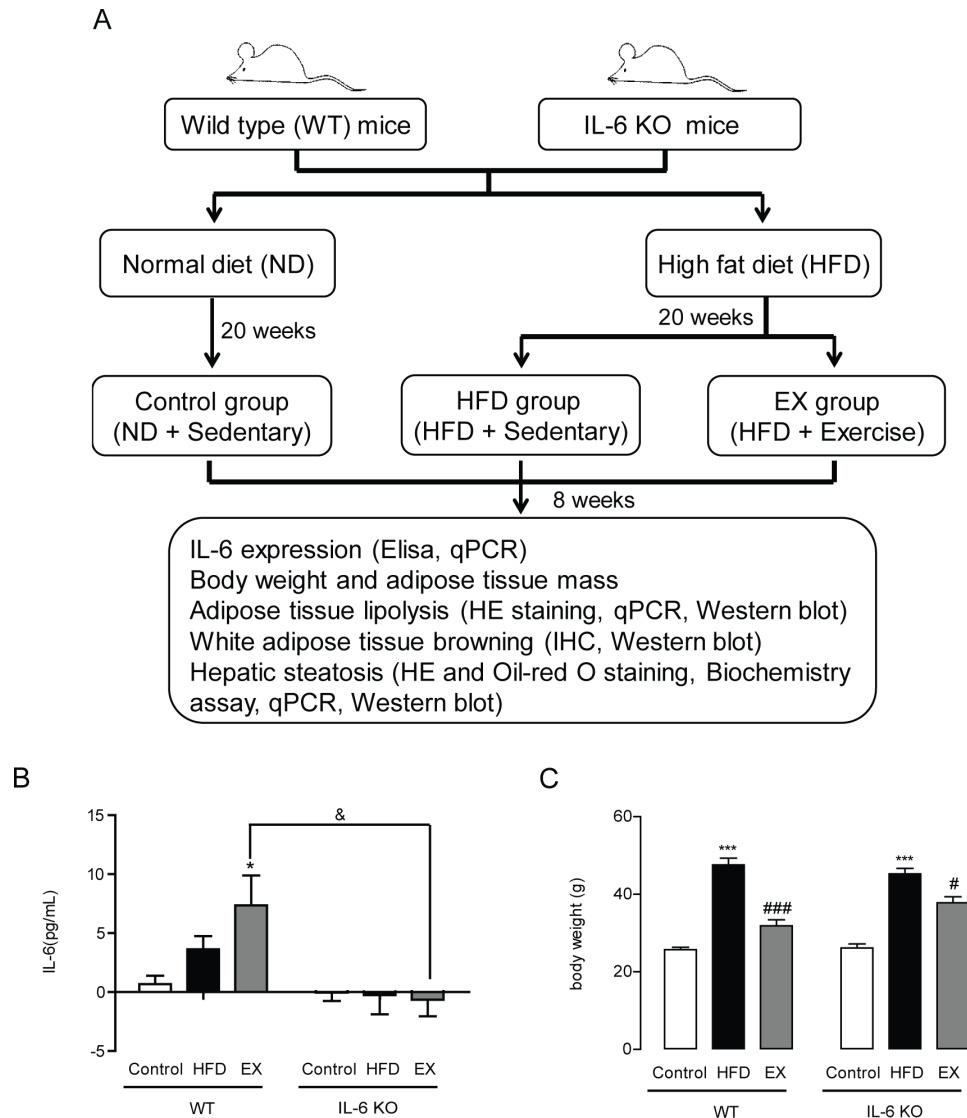 A
Wild type (WT) mice
IL-6 KO mice
Normal diet (ND)
High fat diet (HFD)
20 weeks
20 weeks
Control group
(ND + Sedentary)
HFD group
(HFD + Sedentary)
EX group
(HFD + Exercise)
8 weeks
IL-6 expression (Elisa, qPCR)
Body weight and adipose tissue mass
Adipose tissue lipolysis (HE staining, qPCR, Western blot)
White adipose tissue browning (IHC, Western blot)
Hepatic steatosis (HE and Oil-red O staining, Biochemistry
assay, qPCR, Western blot)
B
IL-6(pg/mL)
15
10
5
0
-5
*
&
Control HFD EX
Control HFD EX
WT
IL-6 KO
C
body weight (g)
60
40
20
0
***
###
***
#
Control HFD EX
Control HFD EX
WT
IL-6 KO